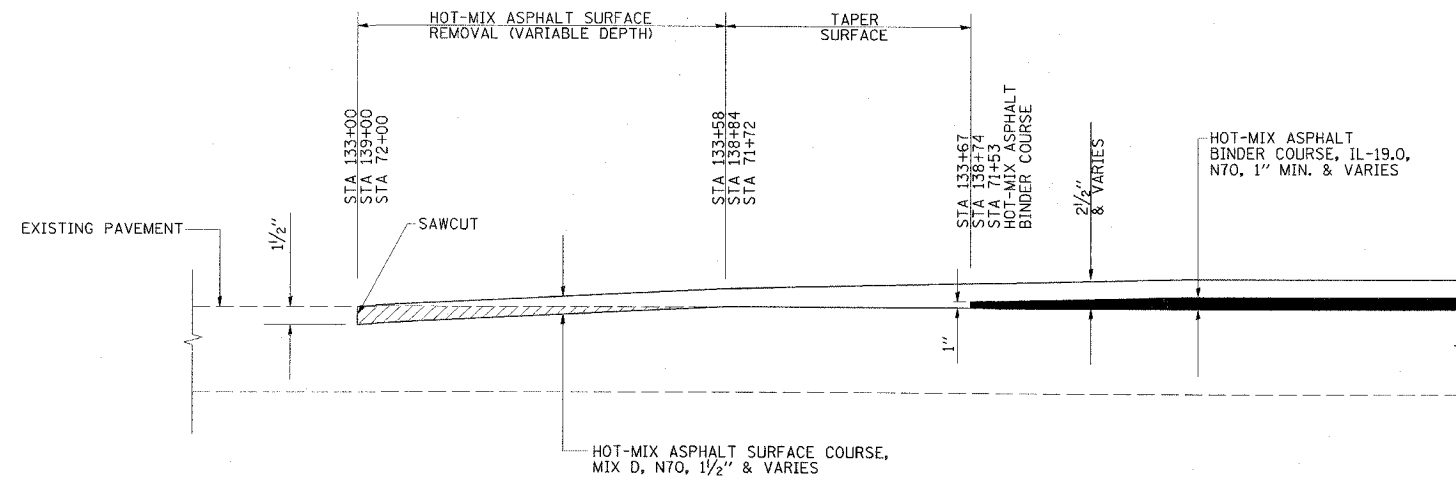 HOT-MIX ASPHALT SURFACE
REMOVAL (VARIABLE DEPTH)
TAPER
SURFACE
STA 133+00
STA 139+00
STA 72+00
STA 133+58
STA 138+84
STA 71+72
STA 133+67
STA 138+74
STA 71+53
HOT-MIX ASPHALT
BINDER COURSE
2½"
& VARIES
HOT-MIX ASPHALT
BINDER COURSE, IL-19.0,
N70, 1" MIN. & VARIES
EXISTING PAVEMENT
1½"
SAWCUT
1"
HOT-MIX ASPHALT SURFACE COURSE,
MIX D, N70, 1½" & VARIES